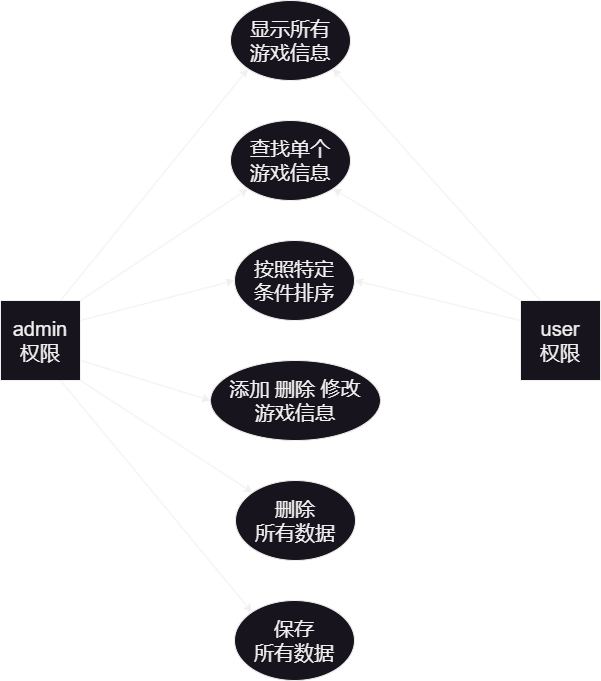 显示所有
游戏信息
查找单个
游戏信息
按照特定
条件排序
admin
权限
user
权限
添加 删除 修改
游戏信息
删除
所有数据
保存
所有数据